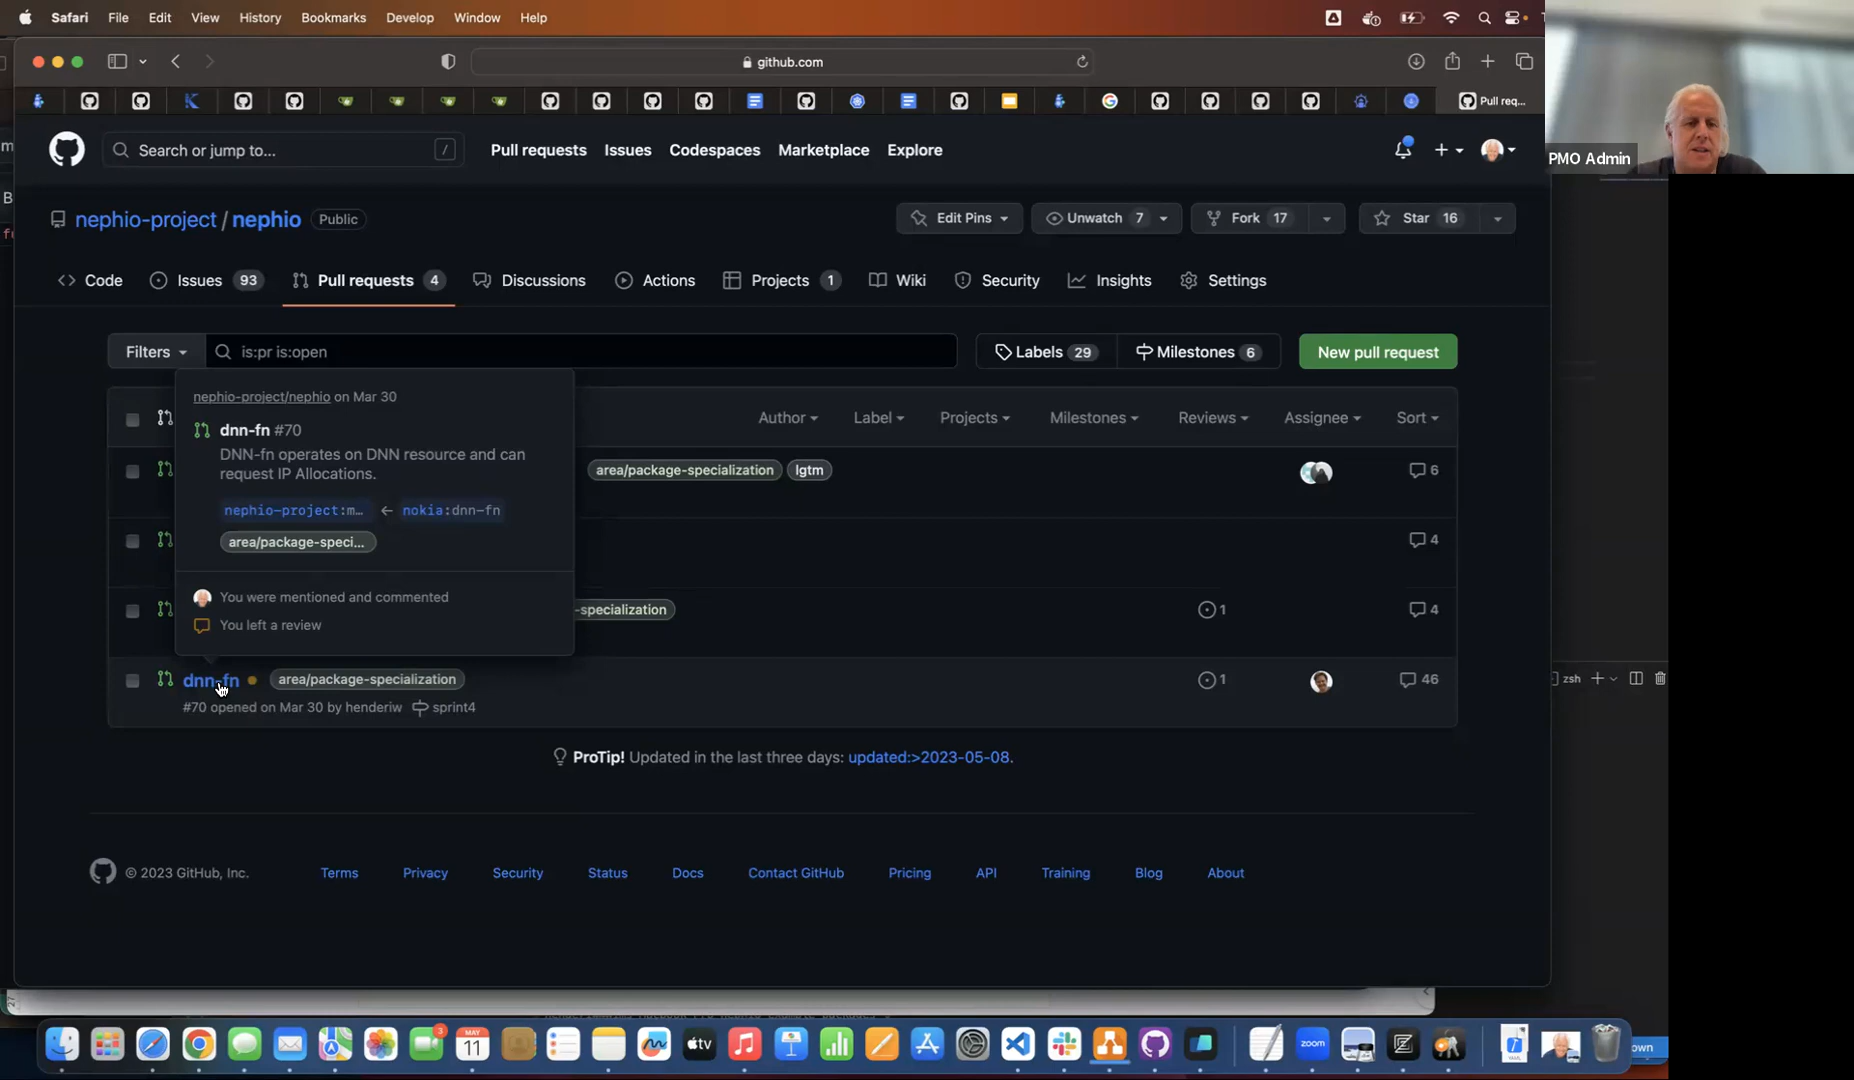 Safari File Edit View History Bookmarks Develop Window Help
github.com
Pull req...
PMO Admin
Search or jump to... /
Pull requests Issues Codespaces Marketplace Explore
nephio-project / nephio Public
Edit Pins Unwatch 7 Fork 17 Star 16
Code Issues 93 Pull requests 4 Discussions Actions Projects 1 Wiki Security Insights Settings
Filters is:pr is:open Labels 29 Milestones 6 New pull request
Author Label Projects Milestones Reviews Assignee Sort
nephio-project/nephio on Mar 30
dnn-fn #70
DNN-fn operates on DNN resource and can
request IP Allocations.
nephio-project:m... ← nokia:dnn-fn
area/package-speci...
You were mentioned and commented
You left a review
area/package-specialization lgtm 6
4
-specialization 1 4
dnn-fn area/package-specialization 1 46
#70 opened on Mar 30 by henderiw sprint4
zsh
ProTip! Updated in the last three days: updated:>2023-05-08.
© 2023 GitHub, Inc. Terms Privacy Security Status Docs Contact GitHub Pricing API Training Blog About
3
MAY
11
tv
zoom
own